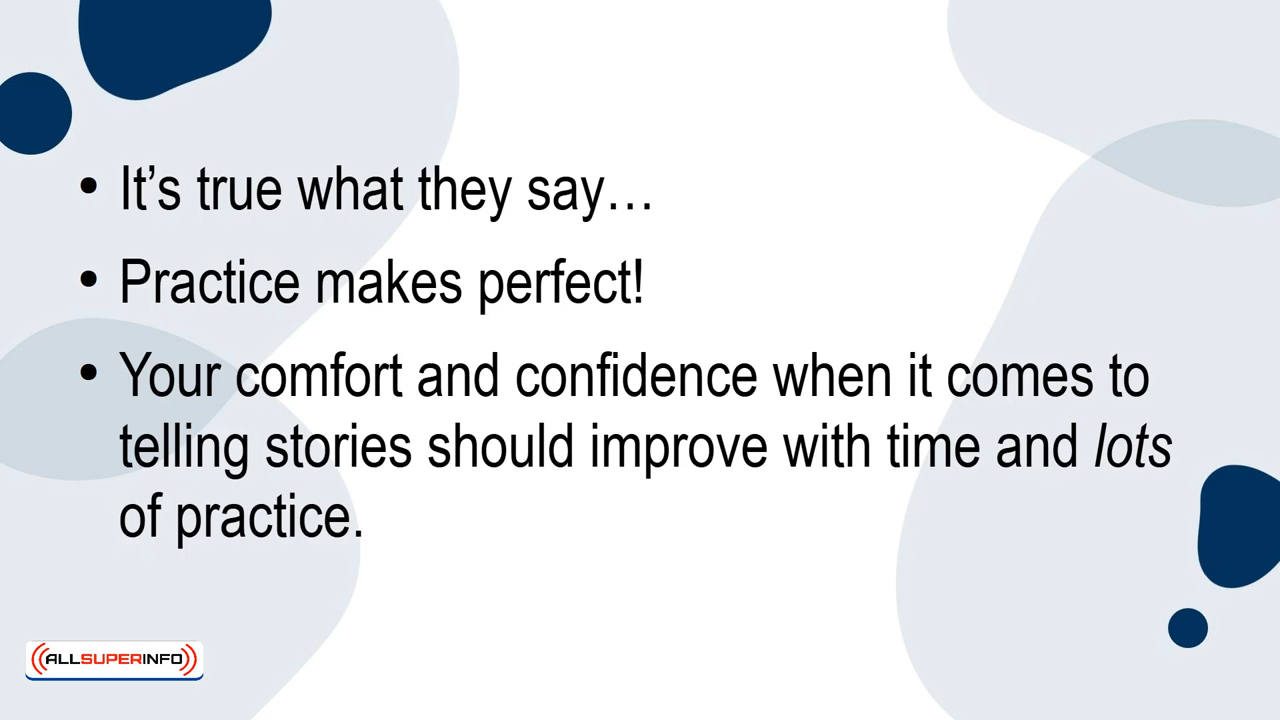 • It’s true what they say…
• Practice makes perfect!
• Your comfort and confidence when it comes to
telling stories should improve with time and lots
of practice.
ALLSUPERINFO